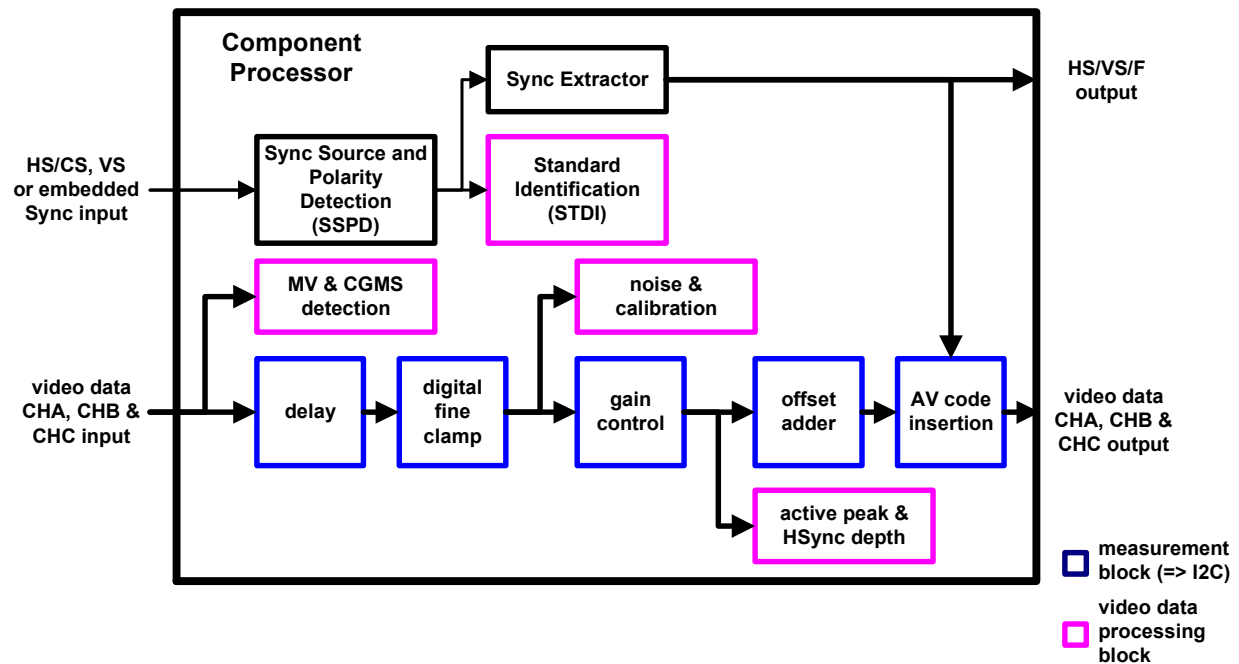 Component
Processor
Sync Extractor
HS/VS/F
output
HS/CS, VS
or embedded
Sync input
Sync Source and
Polarity
Detection
(SSPD)
Standard
Identification
(STDI)
MV & CGMS
detection
noise &
calibration
video data
CHA, CHB &
CHC input
delay
digital
fine
clamp
gain
control
offset
adder
AV code
insertion
video data
CHA, CHB &
CHC output
active peak &
HSync depth
measurement
block (=> I2C)
video data
processing
block